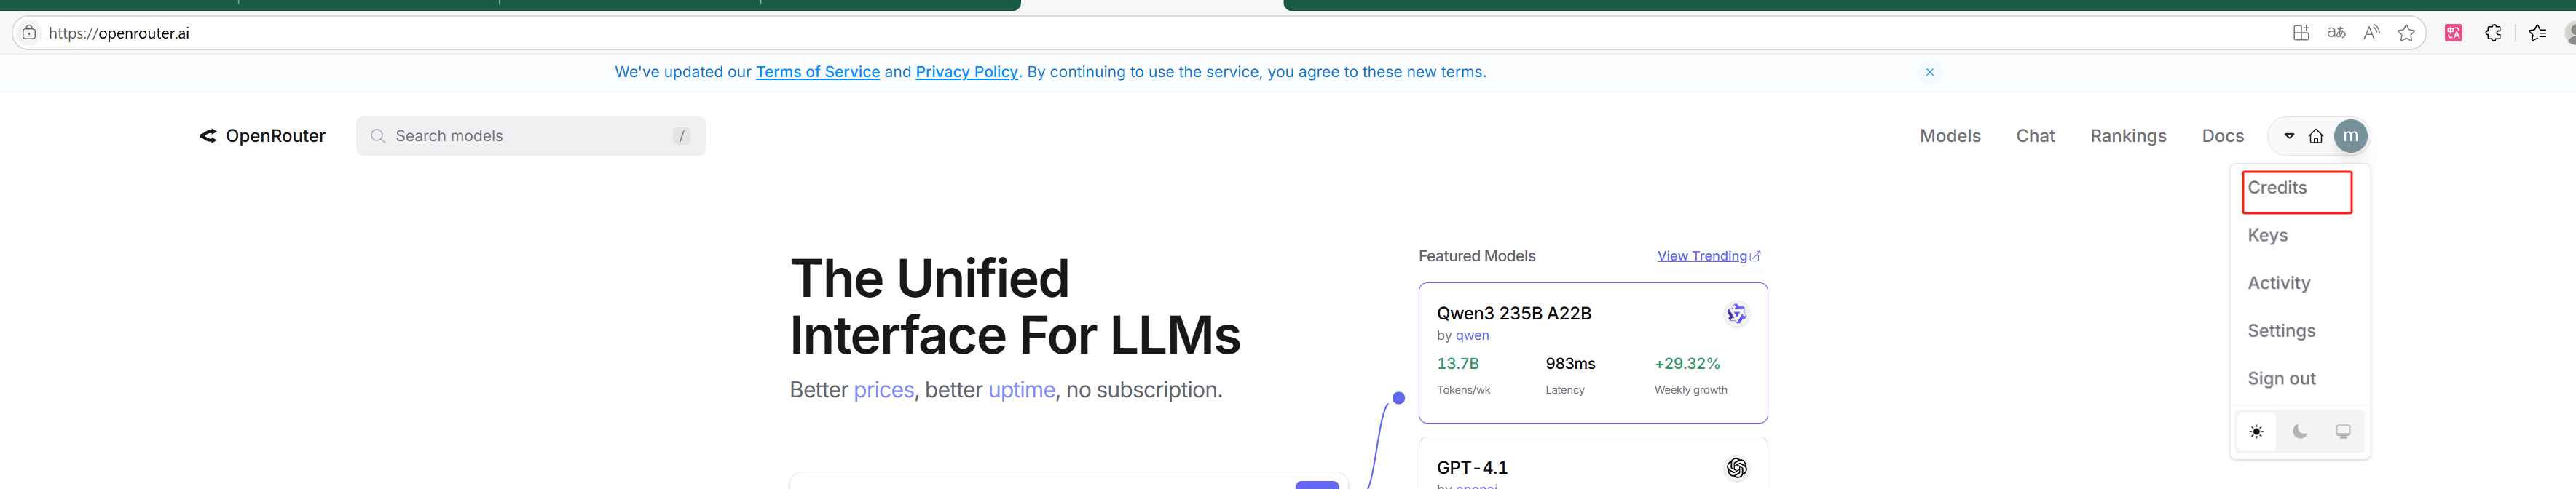 https://openrouter.ai
We've updated our Terms of Service and Privacy Policy. By continuing to use the service, you agree to these new terms.
OpenRouter
Search models
/
Models
Chat
Rankings
Docs
m
Credits
Keys
Activity
Settings
Sign out
The Unified
Interface For LLMs
Better prices, better uptime, no subscription.
Featured Models
View Trending
Qwen3 235B A22B
by qwen
13.7B
983ms
+29.32%
Tokens/wk
Latency
Weekly growth
GPT-4.1
by openai